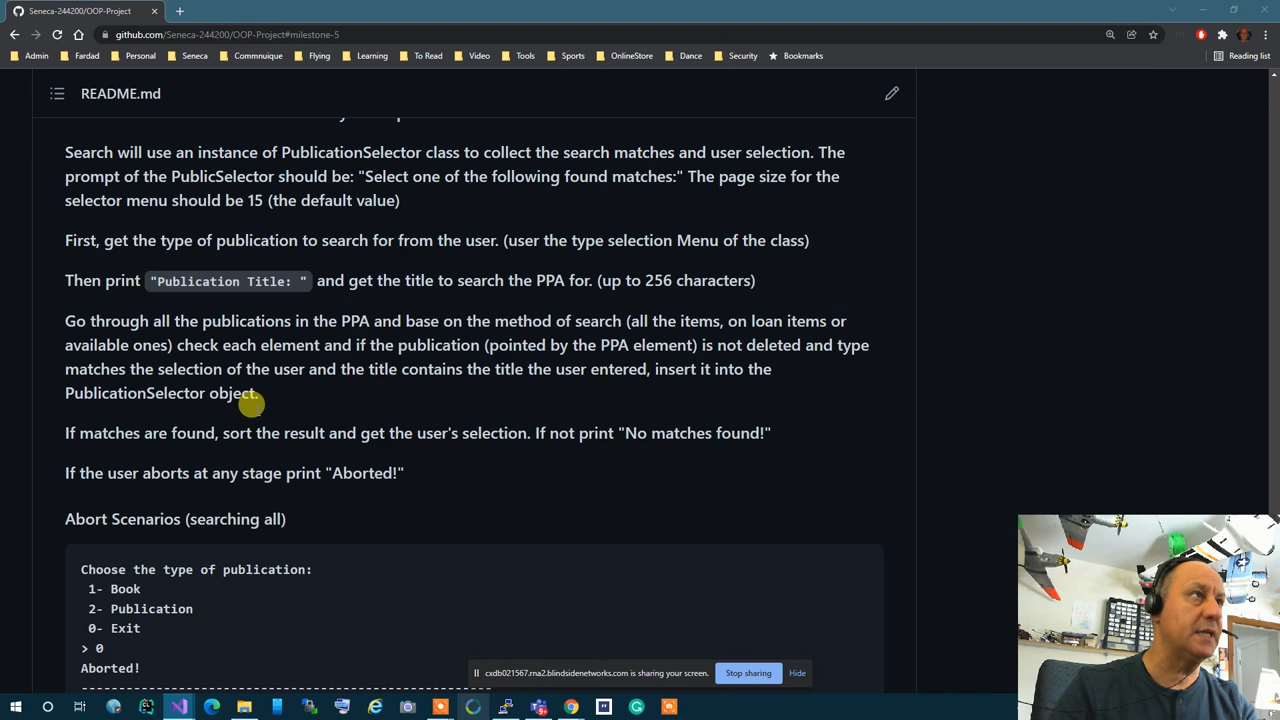 Seneca-244200/OOP-Project
github.com/Seneca-244200/OOP-Project#milestone-5
Admin Fardad Personal Seneca Commnuique Flying Learning To Read Video Tools Sports OnlineStore Dance Security Bookmarks Reading list
README.md
Search will use an instance of PublicationSelector class to collect the search matches and user selection. The
prompt of the PublicSelector should be: "Select one of the following found matches:" The page size for the
selector menu should be 15 (the default value)
First, get the type of publication to search for from the user. (user the type selection Menu of the class)
Then print "Publication Title: " and get the title to search the PPA for. (up to 256 characters)
Go through all the publications in the PPA and base on the method of search (all the items, on loan items or
available ones) check each element and if the publication (pointed by the PPA element) is not deleted and type
matches the selection of the user and the title contains the title the user entered, insert it into the
PublicationSelector object.
If matches are found, sort the result and get the user's selection. If not print "No matches found!"
If the user aborts at any stage print "Aborted!"
Abort Scenarios (searching all)
Choose the type of publication:
1- Book
2- Publication
0- Exit
> 0
Aborted!
----------------------------------------
cxdb021567.rna2.blindsidenetworks.com is sharing your screen. Stop sharing Hide